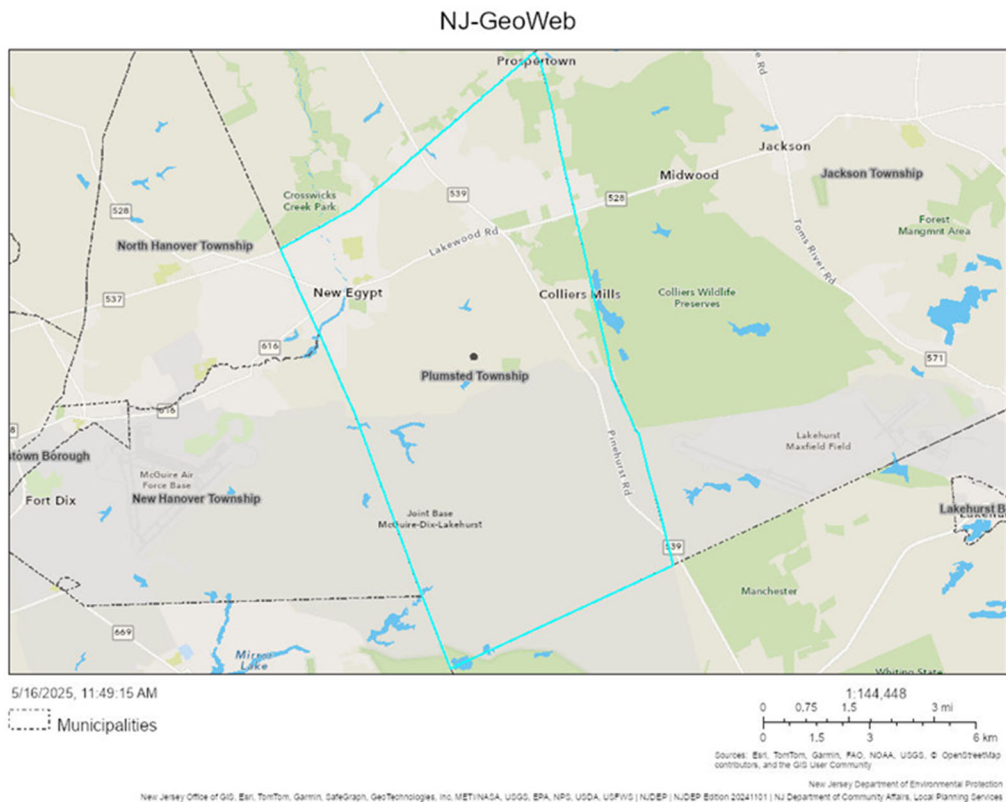 NJ-GeoWeb
Prospertown
e Rd
Jackson
Midwood
Jackson Township
Crosswicks
Creek Park
539
528
528
Forest
Mangmnt Area
North Hanover Township
Lakewood Rd
Toms River Rd
New Egypt
Colliers Mills
Colliers Wildlife
Preserves
537
616
571
Plumsted Township
616
8
Pinehurst Rd
Lakehurst
Maxfield Field
stown Borough
McGuire Air
Force Base
Fort Dix
New Hanover Township
Joint Base
McGuire-Dix-Lakehurst
Lakehurst B
539
Manchester
669
Mirror
Lake
Whiting State
5/16/2025, 11:49:15 AM
Municipalities
1:144,448
0 0.75 1.5 3 mi
0 1.5 3 6 km
Sources: Esri, TomTom, Garmin, FAO, NOAA, USGS, © OpenStreetMap
contributors, and the GIS User Community
New Jersey Department of Environmental Protection
New Jersey Office of GIS, Esri, TomTom, Garmin, SafeGraph, GeoTechnologies, Inc, METI/NASA, USGS, EPA, NPS, USDA, USFWS | NJDEP | NJDEP Edition 20241101 | NJ Department of Community Affairs, Local Planning Services